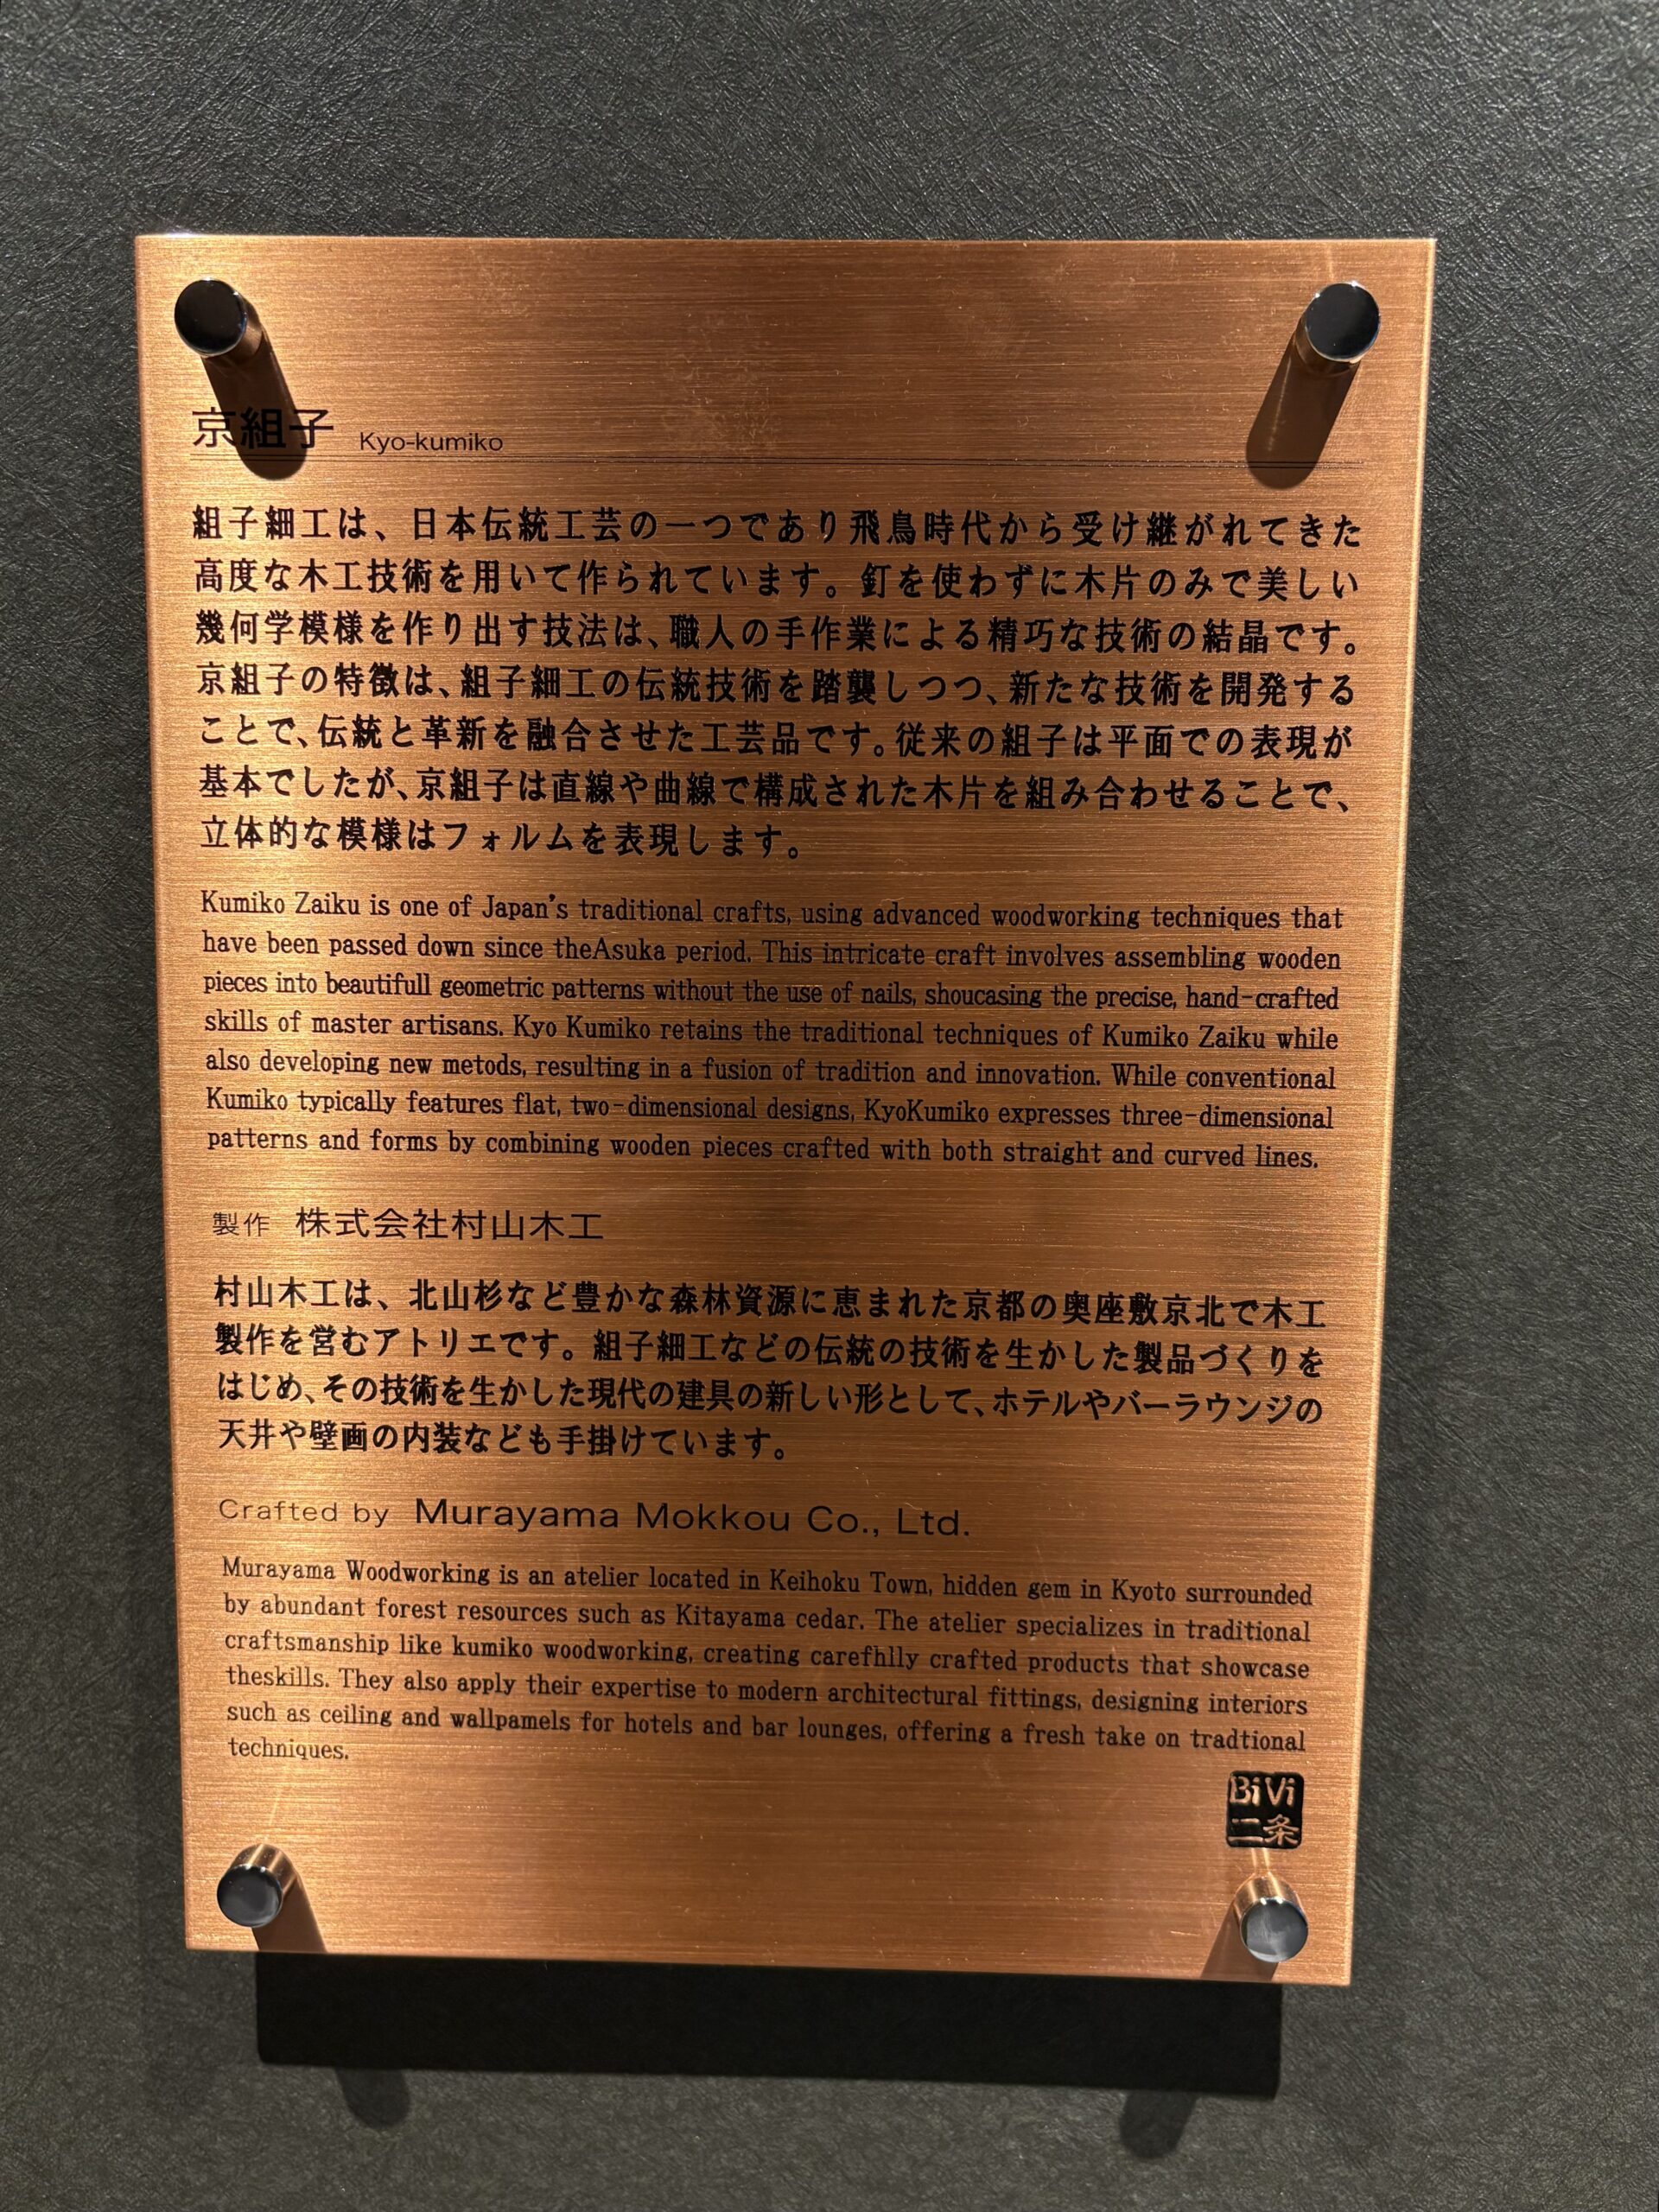 京組子 Kyo-kumiko
組子細工は、日本伝統工芸の一つであり飛鳥時代から受け継がれてきた
高度な木工技術を用いて作られています。釘を使わずに木片のみで美しい
幾何学模様を作り出す技法は、職人の手作業による精巧な技術の結晶です。
京組子の特徴は、組子細工の伝統技術を踏襲しつつ、新たな技術を開発する
ことで、伝統と革新を融合させた工芸品です。従来の組子は平面での表現が
基本でしたが、京組子は直線や曲線で構成された木片を組み合わせることで、
立体的な模様はフォルムを表現します。
Kumiko Zaiku is one of Japan's traditional crafts, using advanced woodworking techniques that
have been passed down since theAsuka period. This intricate craft involves assembling wooden
pieces into beautifull geometric patterns without the use of nails, shoucasing the precise, hand-crafted
skills of master artisans. Kyo Kumiko retains the traditional techniques of Kumiko Zaiku while
also developing new metods, resulting in a fusion of tradition and innovation. While conventional
Kumiko typically features flat, two-dimensional designs, KyoKumiko expresses three-dimensional
patterns and forms by combining wooden pieces crafted with both straight and curved lines.
製作 株式会社村山木工
村山木工は、北山杉など豊かな森林資源に恵まれた京都の奥座敷京北で木工
製作を営むアトリエです。組子細工などの伝統の技術を生かした製品づくりを
はじめ、その技術を生かした現代の建具の新しい形として、ホテルやバーラウンジの
天井や壁画の内装なども手掛けています。
Crafted by Murayama Mokkou Co., Ltd.
Murayama Woodworking is an atelier located in Keihoku Town, hidden gem in Kyoto surrounded
by abundant forest resources such as Kitayama cedar. The atelier specializes in traditional
craftsmanship like kumiko woodworking, creating carefhlly crafted products that showcase
theskills. They also apply their expertise to modern architectural fittings, designing interiors
such as ceiling and wallpamels for hotels and bar lounges, offering a fresh take on tradtional
techniques.
BiVi
二条